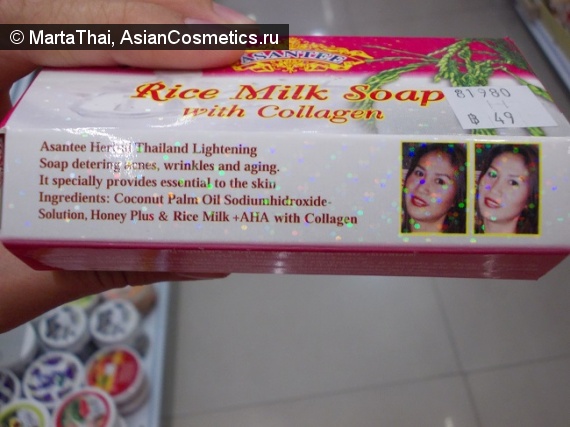 © MartaThai, AsianCosmetics.ru
ASANTEE
Rice Milk Soap
with Collagen
81980
฿ 49
Asantee Herbal Thailand Lightening
Soap detering acnes, wrinkles and aging.
It specially provides essential to the skin
Ingredients: Coconut Palm Oil Sodiumhidroxide
Solution, Honey Plus & Rice Milk +AHA with Collagen